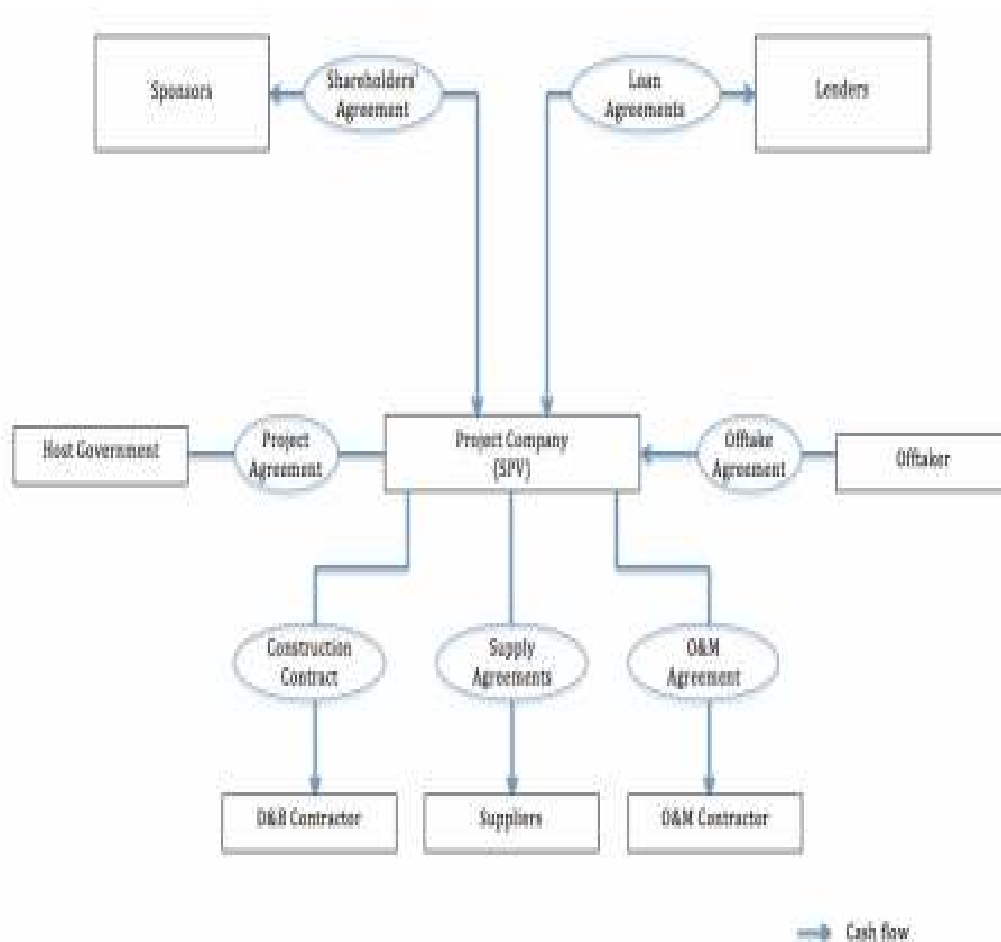 Sponsors
Shareholders'
Agreement
Loan
Agreements
Lenders
Host Government
Project
Agreement
Project Company
(SPV)
Offtake
Agreement
Offtaker
Construction
Contract
Supply
Agreements
O&M
Agreement
D&B Contractor
Suppliers
O&M Contractor
Cash flow